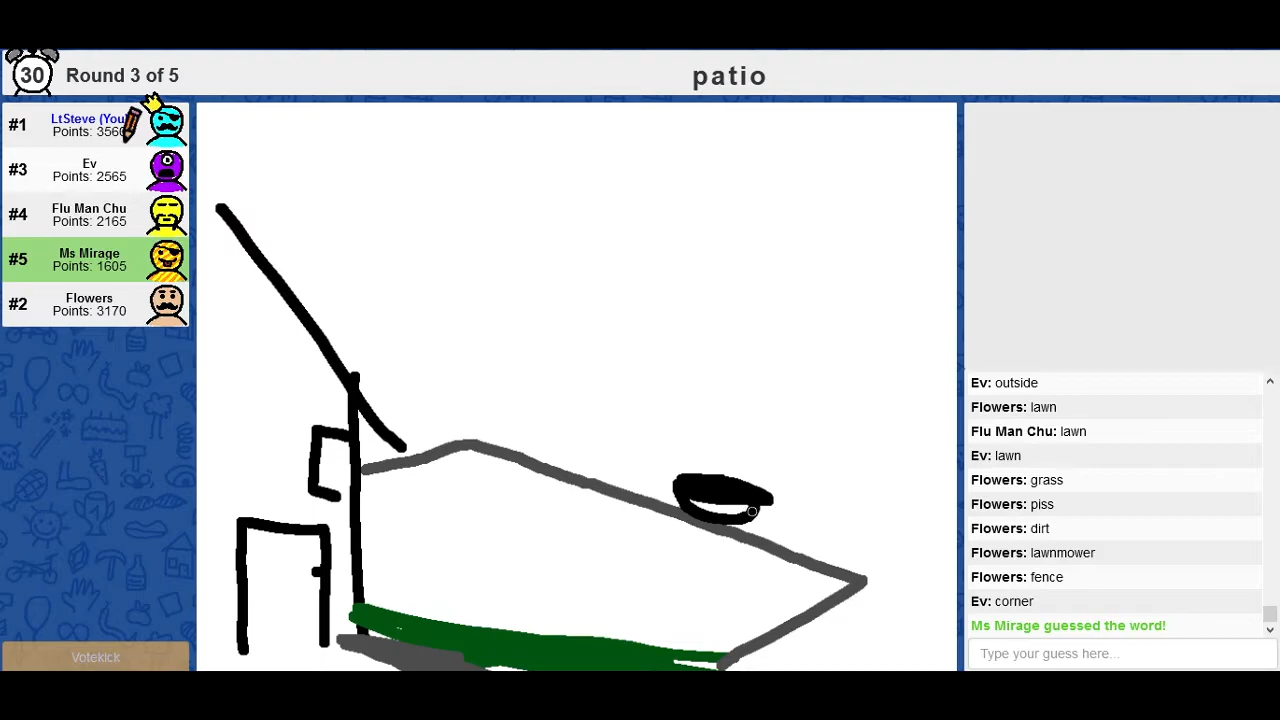 30
Round 3 of 5
patio
#1
LtSteve (You
Points: 3560
#3
Ev
Points: 2565
#4
Flu Man Chu
Points: 2165
#5
Ms Mirage
Points: 1605
#2
Flowers
Points: 3170
Votekick
Ev: outside
Flowers: lawn
Flu Man Chu: lawn
Ev: lawn
Flowers: grass
Flowers: piss
Flowers: dirt
Flowers: lawnmower
Flowers: fence
Ev: corner
Ms Mirage guessed the word!
Type your guess here...